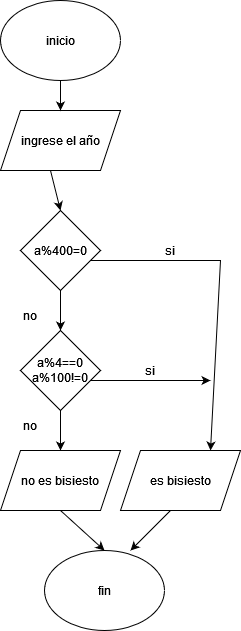 inicio
ingrese el año
a%400=0
si
no
a%4==0
a%100!=0
si
no
no es bisiesto
es bisiesto
fin